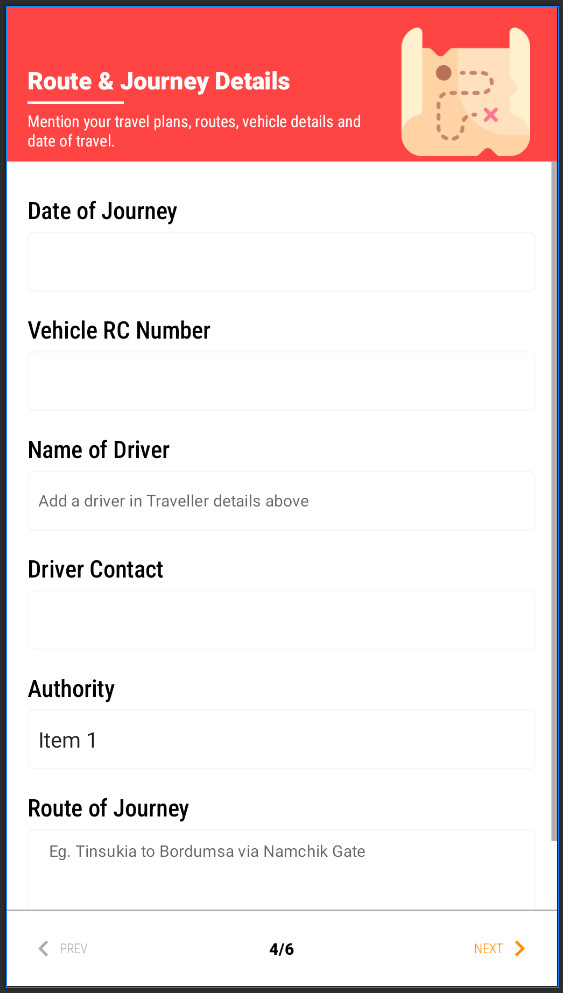 Route & Journey Details
Mention your travel plans, routes, vehicle details and
date of travel.
Date of Journey
Vehicle RC Number
Name of Driver
Add a driver in Traveller details above
Driver Contact
Authority
Item 1
Route of Journey
Eg. Tinsukia to Bordumsa via Namchik Gate
PREV 4/6 NEXT